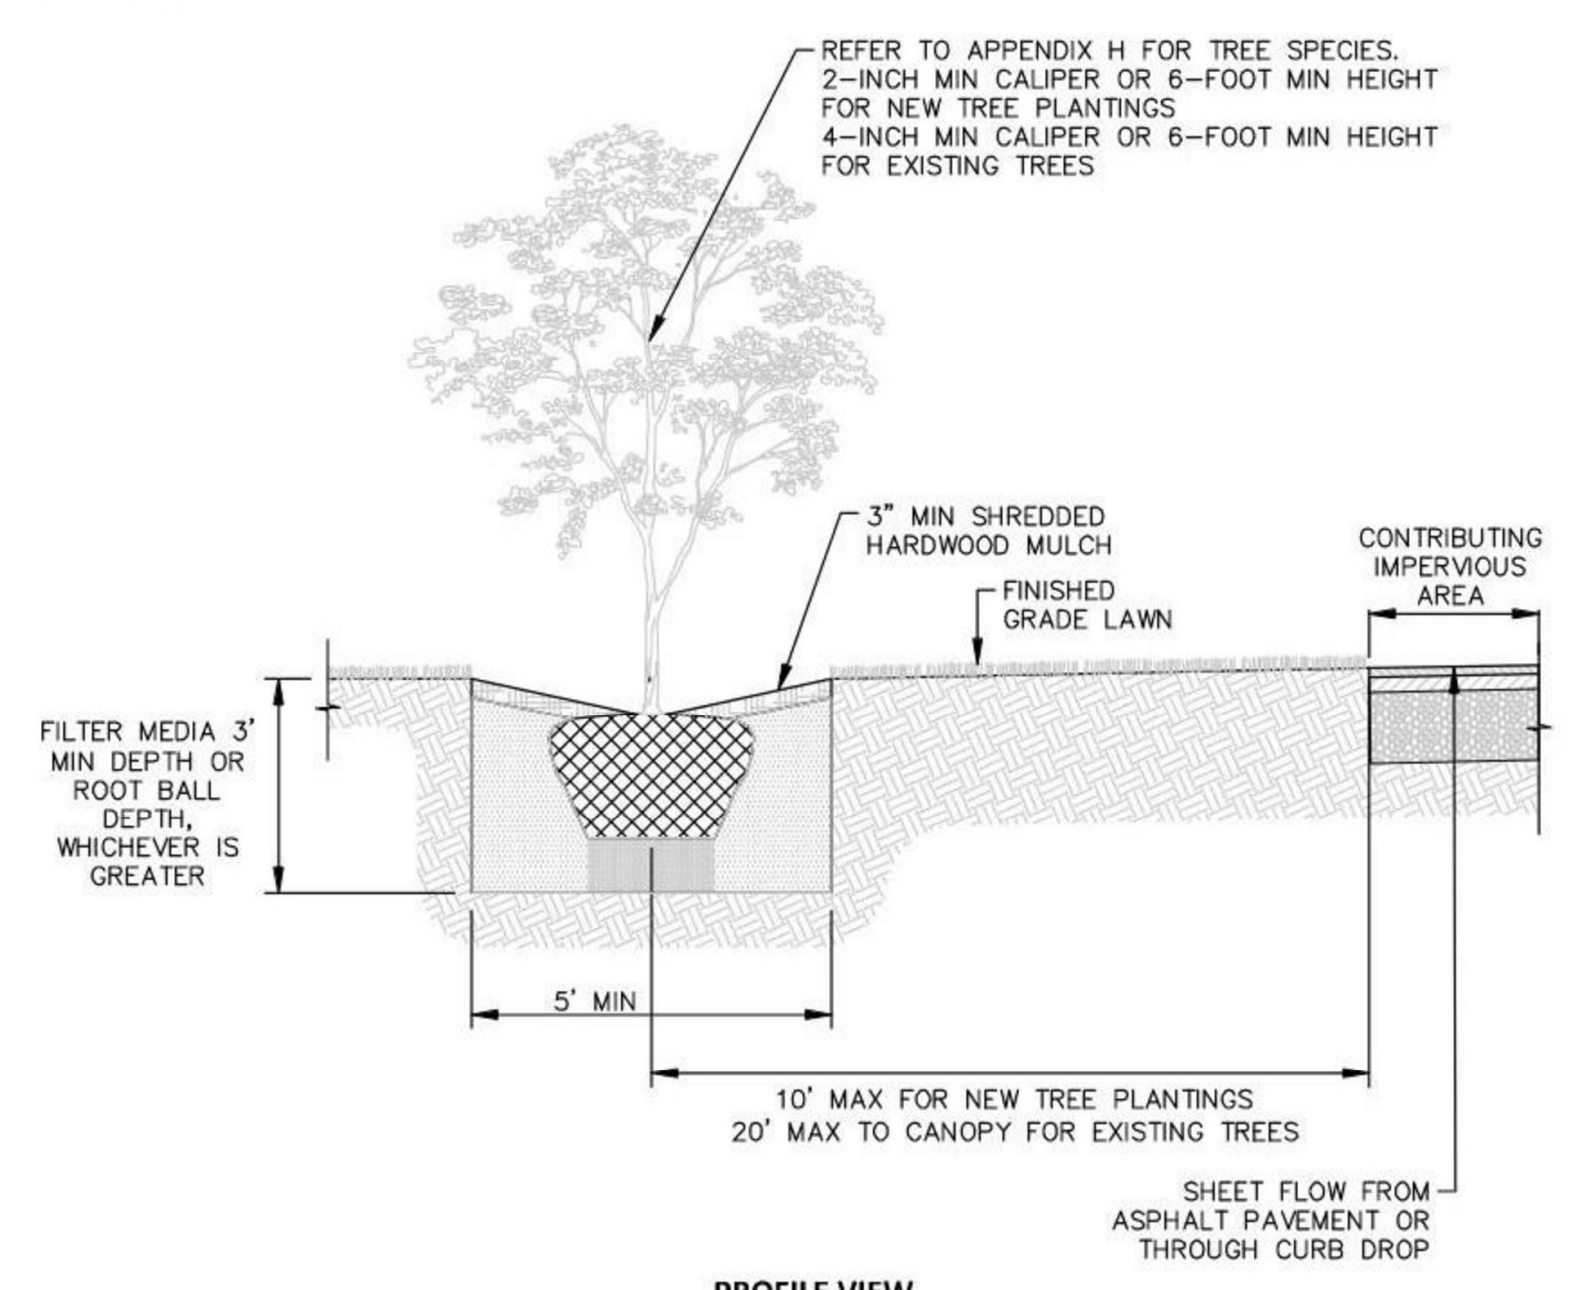 REFER TO APPENDIX H FOR TREE SPECIES.
2-INCH MIN CALIPER OR 6-FOOT MIN HEIGHT
FOR NEW TREE PLANTINGS
4-INCH MIN CALIPER OR 6-FOOT MIN HEIGHT
FOR EXISTING TREES
3" MIN SHREDDED
HARDWOOD MULCH
FINISHED
GRADE LAWN
CONTRIBUTING
IMPERVIOUS
AREA
FILTER MEDIA 3'
MIN DEPTH OR
ROOT BALL
DEPTH,
WHICHEVER IS
GREATER
5' MIN
10' MAX FOR NEW TREE PLANTINGS
20' MAX TO CANOPY FOR EXISTING TREES
SHEET FLOW FROM
ASPHALT PAVEMENT OR
THROUGH CURB DROP
PROFILE VIEW